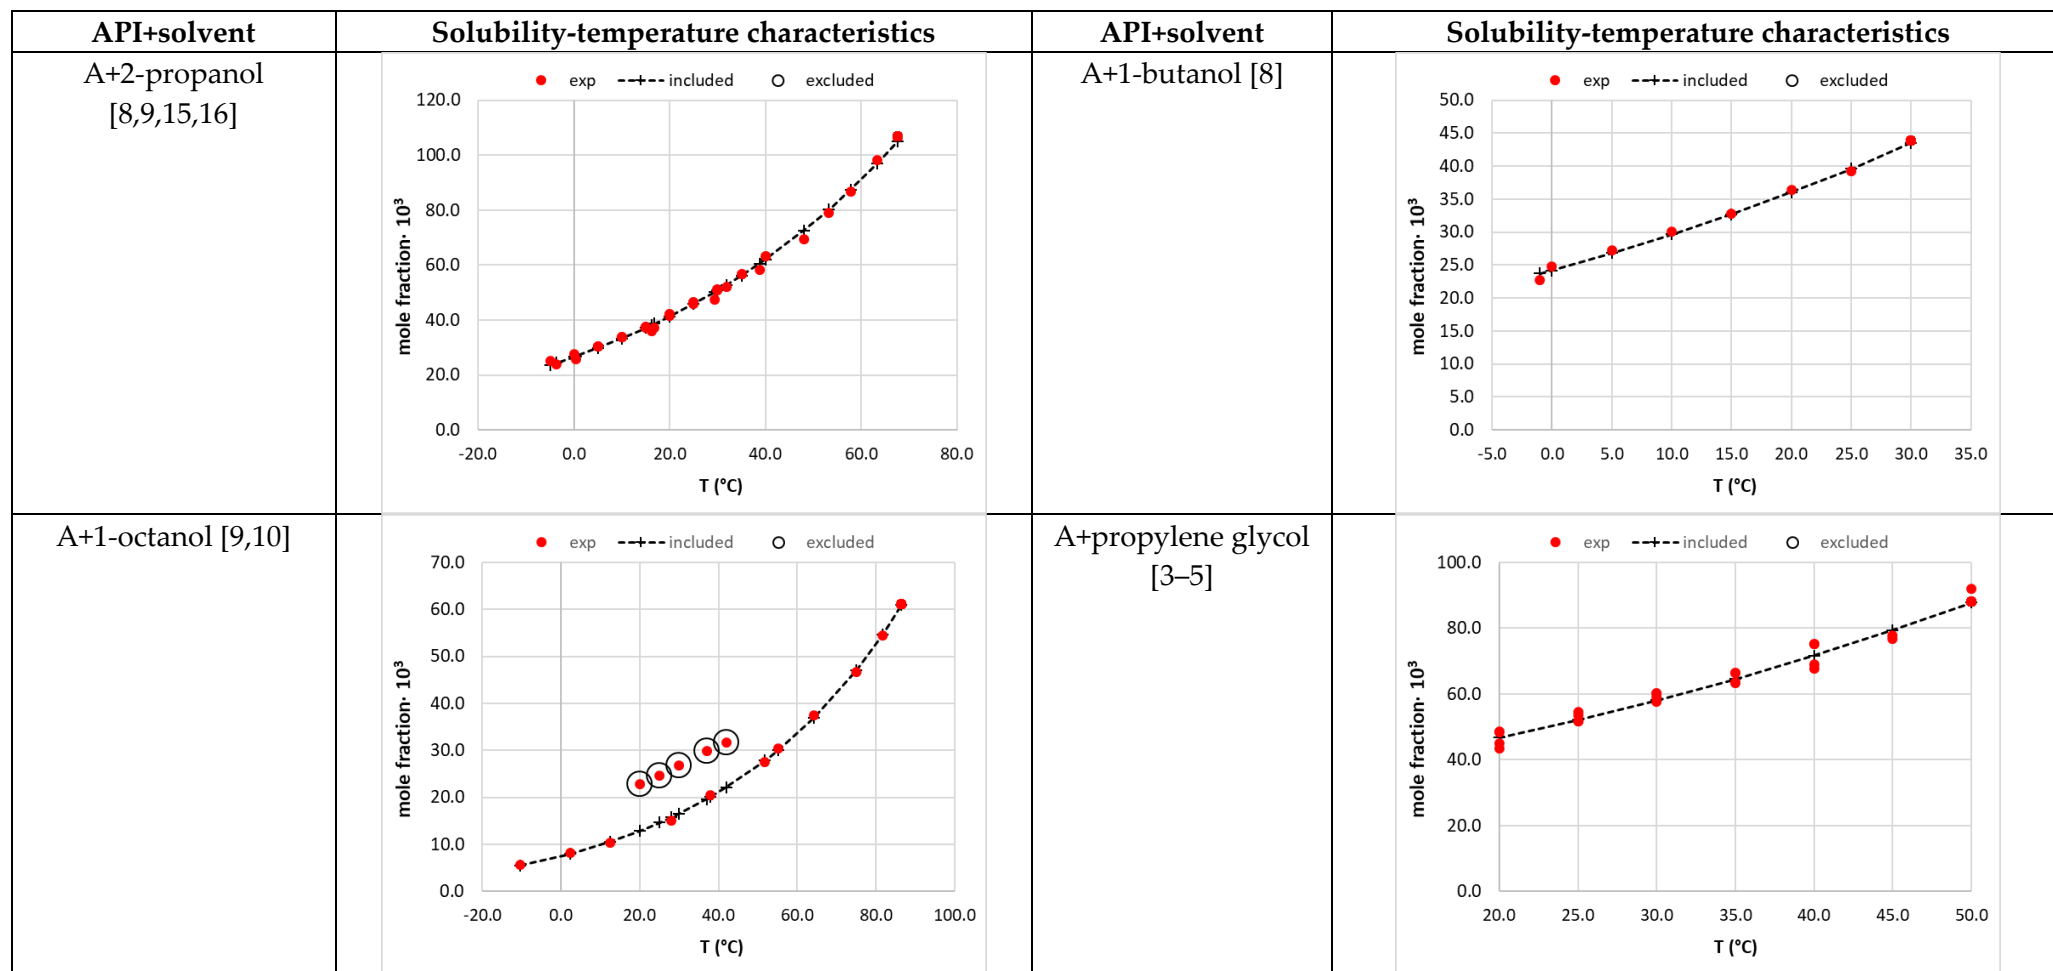 API+solvent
Solubility-temperature characteristics
API+solvent
Solubility-temperature characteristics
A+2-propanol
[8,9,15,16]
exp included excluded
120.0
100.0
80.0
60.0
40.0
20.0
0.0
mole fraction· 10³
-20.0 0.0 20.0 40.0 60.0 80.0
T (°C)
A+1-butanol [8]
exp included excluded
50.0
45.0
40.0
35.0
30.0
25.0
20.0
15.0
10.0
5.0
0.0
mole fraction· 10³
-5.0 0.0 5.0 10.0 15.0 20.0 25.0 30.0 35.0
T (°C)
A+1-octanol [9,10]
exp included excluded
70.0
60.0
50.0
40.0
30.0
20.0
10.0
0.0
mole fraction· 10³
-20.0 0.0 20.0 40.0 60.0 80.0 100.0
T (°C)
A+propylene glycol
[3–5]
exp included excluded
100.0
80.0
60.0
40.0
20.0
0.0
mole fraction· 10³
20.0 25.0 30.0 35.0 40.0 45.0 50.0
T (°C)